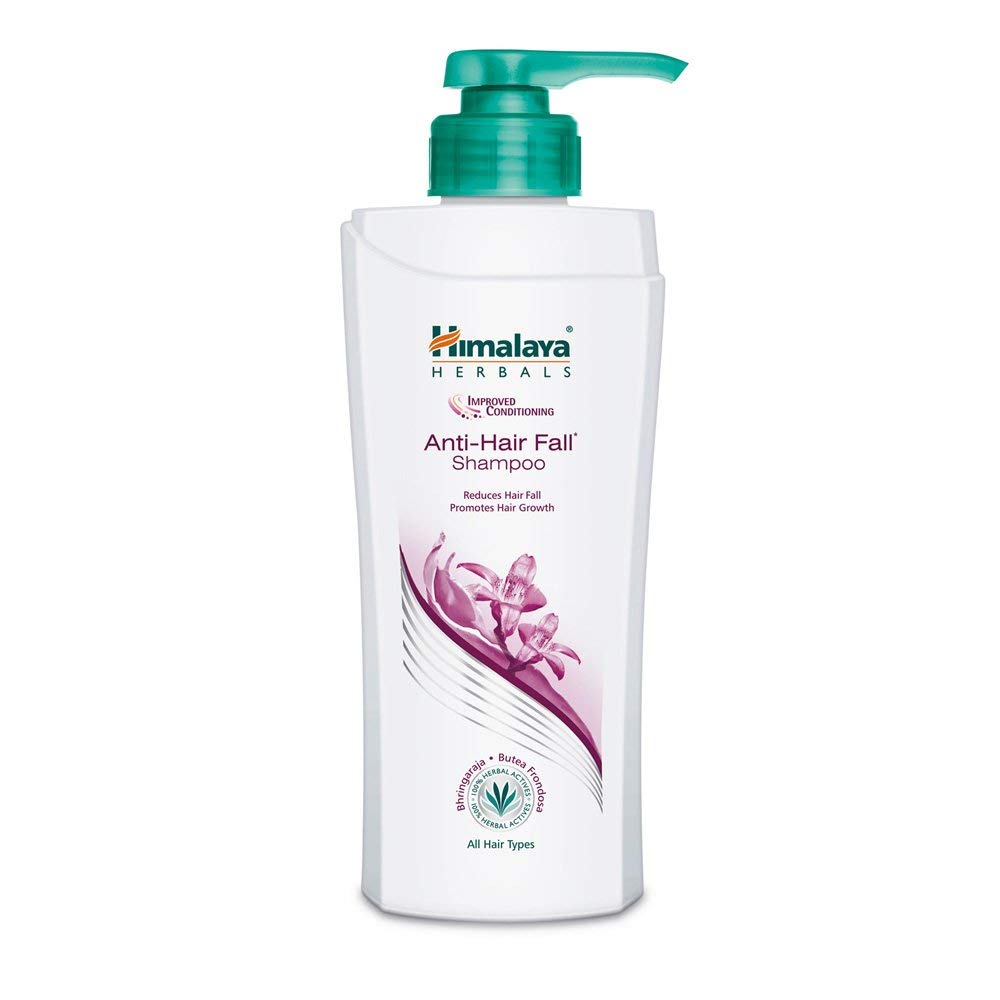 Himalaya®
HERBALS
IMPROVED
CONDITIONING
Anti-Hair Fall*
Shampoo
Reduces Hair Fall
Promotes Hair Growth
Bhringaraja • Butea Frondosa
100% HERBAL ACTIVES
100% HERBAL ACTIVES
All Hair Types